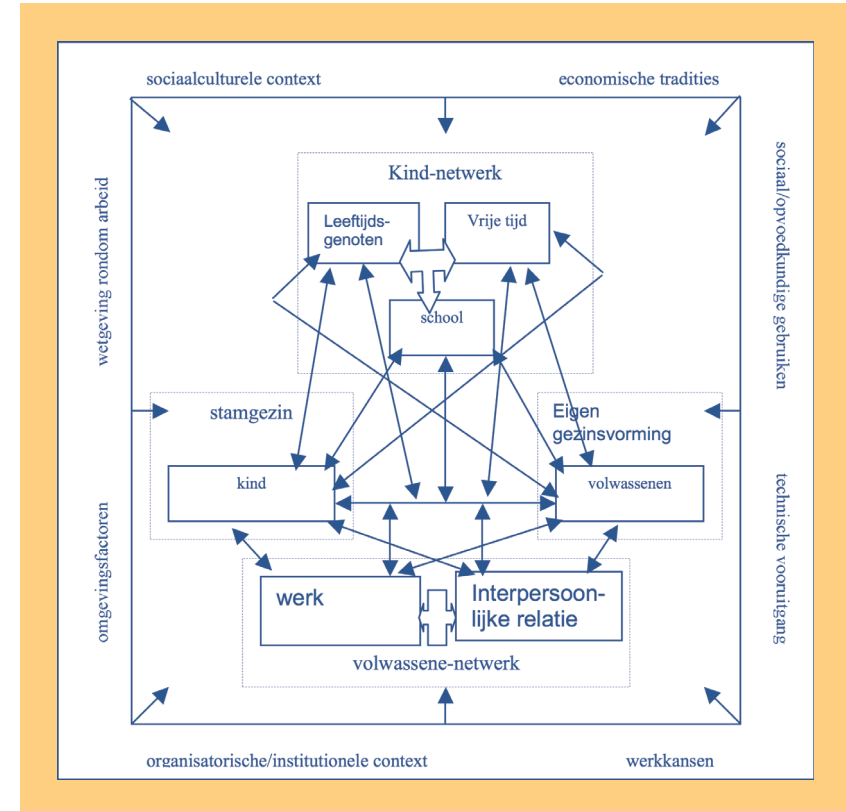 sociaalculturele context
economische tradities
wetgeving rondom arbeid
omgevingsfactoren
sociaal/opvoedkundige gebruiken
technische vooruitgang
Kind-netwerk
Leeftijds-
genoten
Vrije tijd
school
stamgezin
kind
Eigen
gezinsvorming
volwassenen
werk
Interpersoon-
lijke relatie
volwassene-netwerk
organisatorische/institutionele context
werkkansen